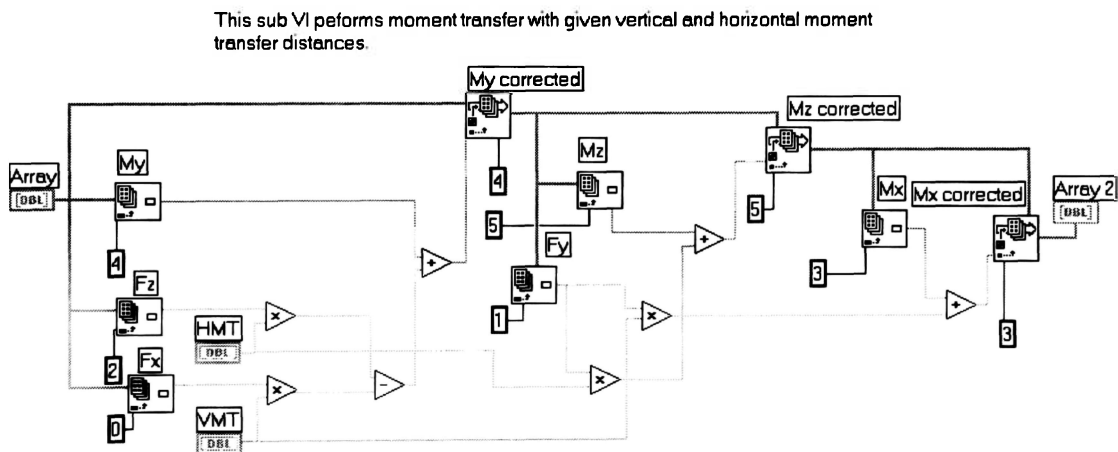 This sub VI peforms moment transfer with given vertical and horizontal moment
transfer distances.
My corrected
Mz corrected
My
Mz
Mx
Mx corrected
Array
DBL
Array 2
DBL
4
5
5
4
Fz
Fy
3
HMT
DBL
1
3
2
Fx
VMT
DBL
0